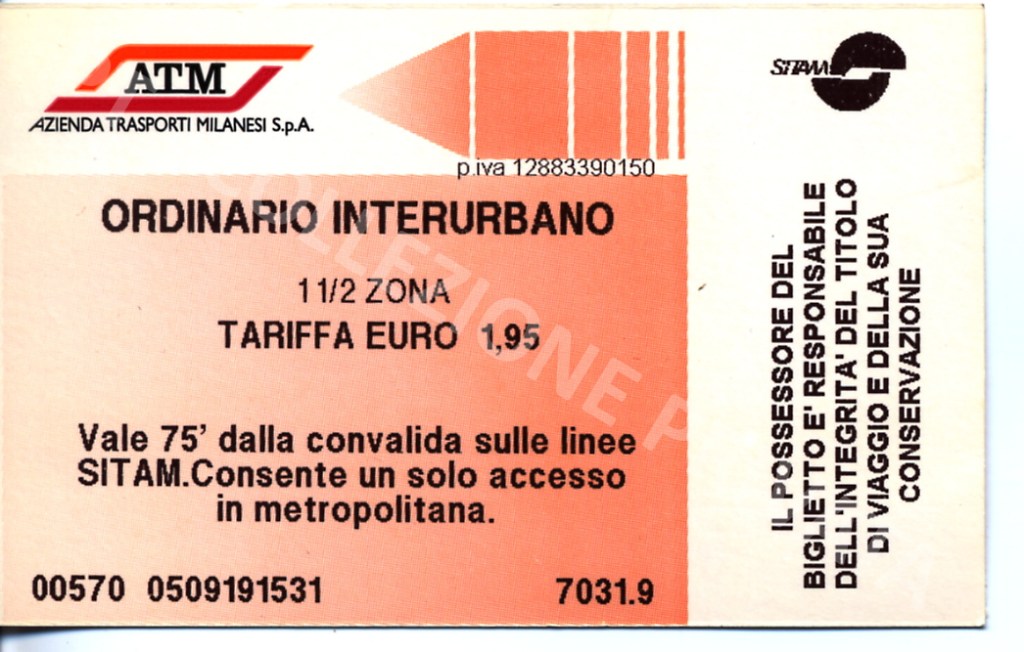 ATM
AZIENDA TRASPORTI MILANESI S.p.A.
p.iva 12883390150
ORDINARIO INTERURBANO
1 1/2 ZONA
TARIFFA EURO 1,95
Vale 75' dalla convalida sulle linee
SITAM.Consente un solo accesso
in metropolitana.
00570 0509191531 7031.9
SITAM
IL POSSESSORE DEL
BIGLIETTO E' RESPONSABILE
DELL'INTEGRITA' DEL TITOLO
DI VIAGGIO E DELLA SUA
CONSERVAZIONE
COLLEZIONE P